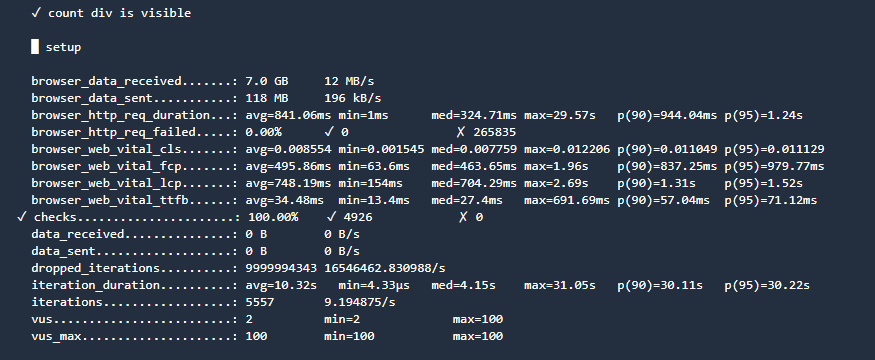 ✓ count div is visible
█ setup
browser_data_received.......: 7.0 GB 12 MB/s
browser_data_sent...........: 118 MB 196 kB/s
browser_http_req_duration...: avg=841.06ms min=1ms med=324.71ms max=29.57s p(90)=944.04ms p(95)=1.24s
browser_http_req_failed.....: 0.00% ✓ 0 ✗ 265835
browser_web_vital_cls.......: avg=0.008554 min=0.001545 med=0.007759 max=0.012206 p(90)=0.011049 p(95)=0.011129
browser_web_vital_fcp.......: avg=495.86ms min=63.6ms med=463.65ms max=1.96s p(90)=837.25ms p(95)=979.77ms
browser_web_vital_lcp.......: avg=748.19ms min=154ms med=704.29ms max=2.69s p(90)=1.31s p(95)=1.52s
browser_web_vital_ttfb......: avg=34.48ms min=13.4ms med=27.4ms max=691.69ms p(90)=57.04ms p(95)=71.12ms
✓ checks......................: 100.00% ✓ 4926 ✗ 0
data_received...............: 0 B 0 B/s
data_sent...................: 0 B 0 B/s
dropped_iterations..........: 9999994343 16546462.830988/s
iteration_duration..........: avg=10.32s min=4.33µs med=4.15s max=31.05s p(90)=30.11s p(95)=30.22s
iterations..................: 5557 9.194875/s
vus.........................: 2 min=2 max=100
vus_max.....................: 100 min=100 max=100